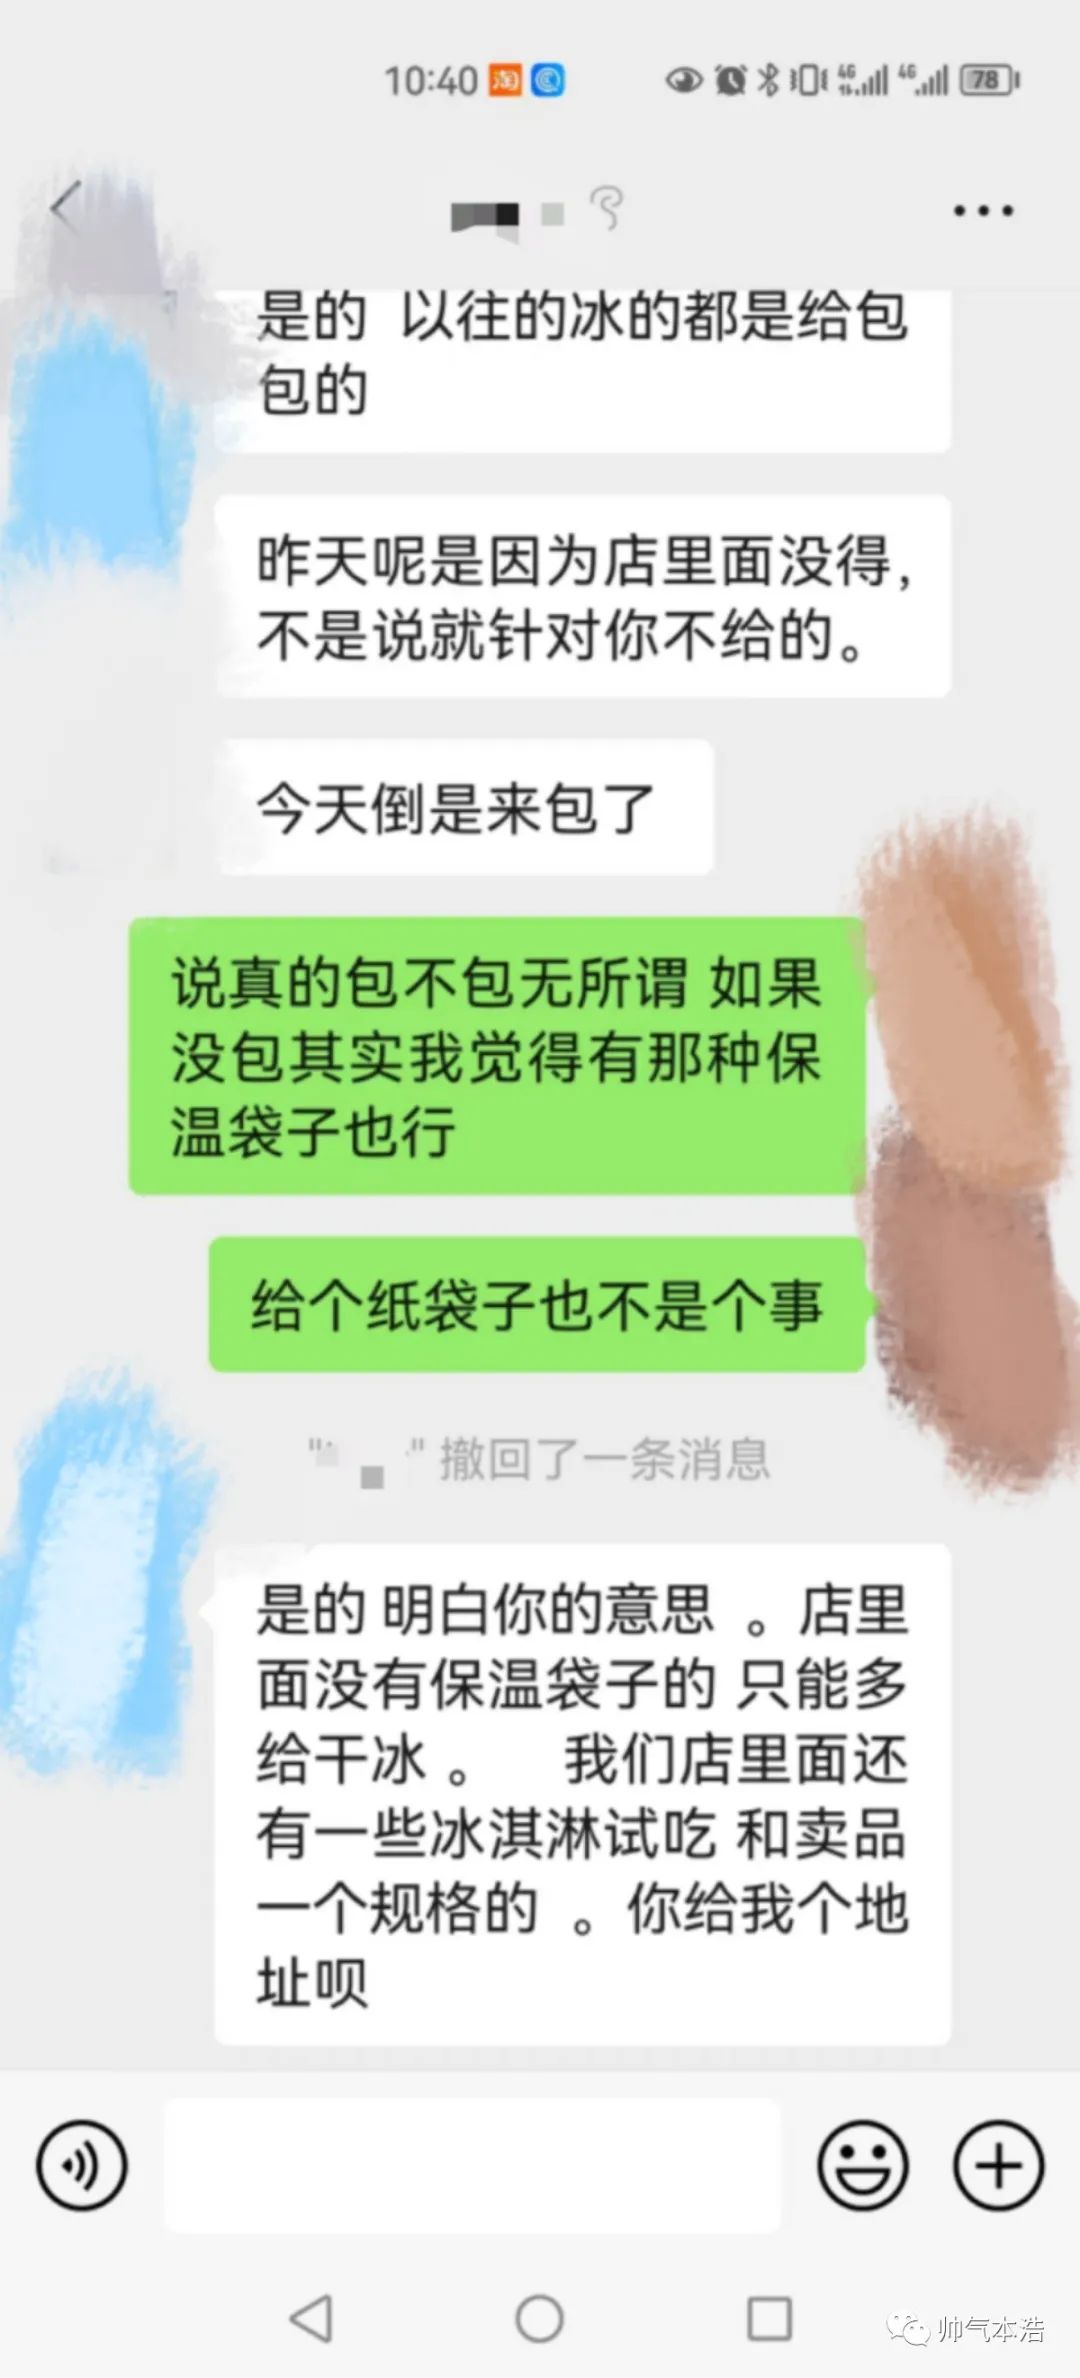 10:40 淘 4G 4G 78
是的 以往的冰的都是给包
包的
昨天呢是因为店里面没得，
不是说就针对你不给的。
今天倒是来包了
说真的包不包无所谓 如果
没包其实我觉得有那种保
温袋子也行
给个纸袋子也不是个事
" " 撤回了一条消息
是的 明白你的意思 。店里
面没有保温袋子的 只能多
给干冰 。 我们店里面还
有一些冰淇淋试吃 和卖品
一个规格的 。你给我个地
址呗
帅气本浩